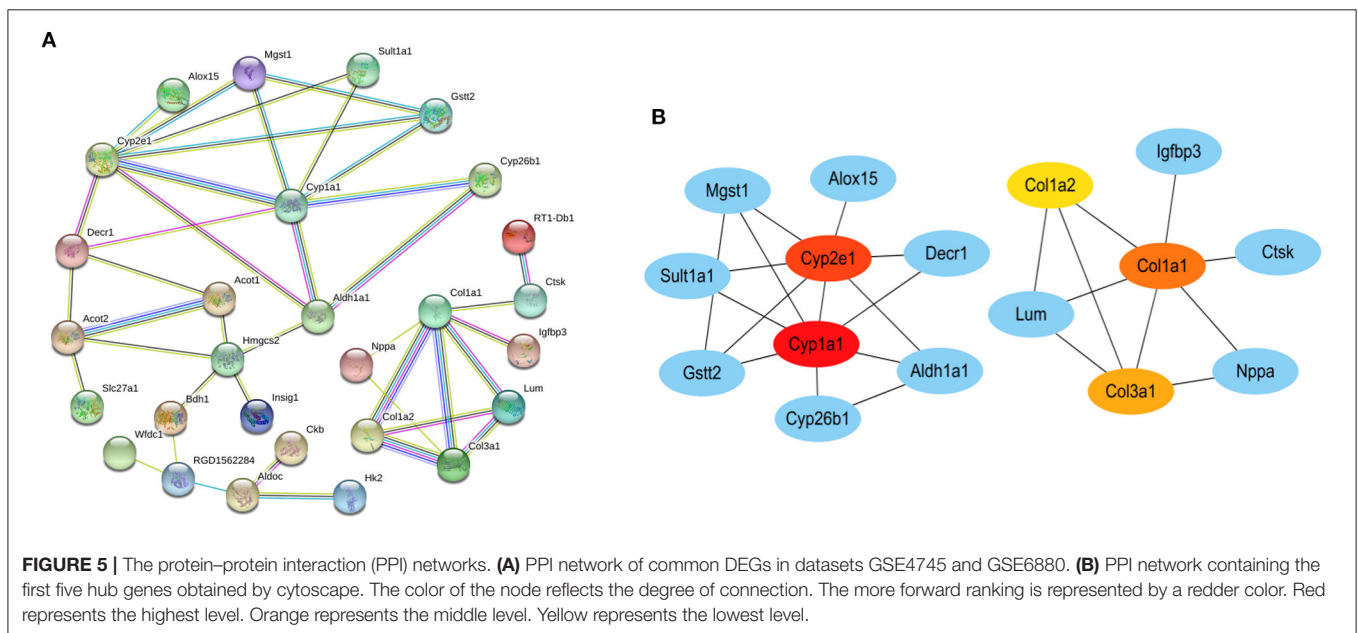 A
Mgst1
Sult1a1
Alox15
Gstt2
Cyp2e1
Cyp26b1
Cyp1a1
RT1-Db1
Decr1
Acot1
Ctsk
Aldh1a1
Col1a1
Acot2
Igfbp3
Hmgcs2
Nppa
Lum
Slc27a1
Bdh1
Insig1
Col1a2
Wfdc1
Ckb
Col3a1
RGD1562284
Aldoc
Hk2
B
Mgst1
Alox15
Cyp2e1
Decr1
Sult1a1
Cyp1a1
Gstt2
Aldh1a1
Cyp26b1
Igfbp3
Col1a2
Col1a1
Ctsk
Lum
Nppa
Col3a1
FIGURE 5 | The protein–protein interaction (PPI) networks. (A) PPI network of common DEGs in datasets GSE4745 and GSE6880. (B) PPI network containing the
first five hub genes obtained by cytoscape. The color of the node reflects the degree of connection. The more forward ranking is represented by a redder color. Red
represents the highest level. Orange represents the middle level. Yellow represents the lowest level.